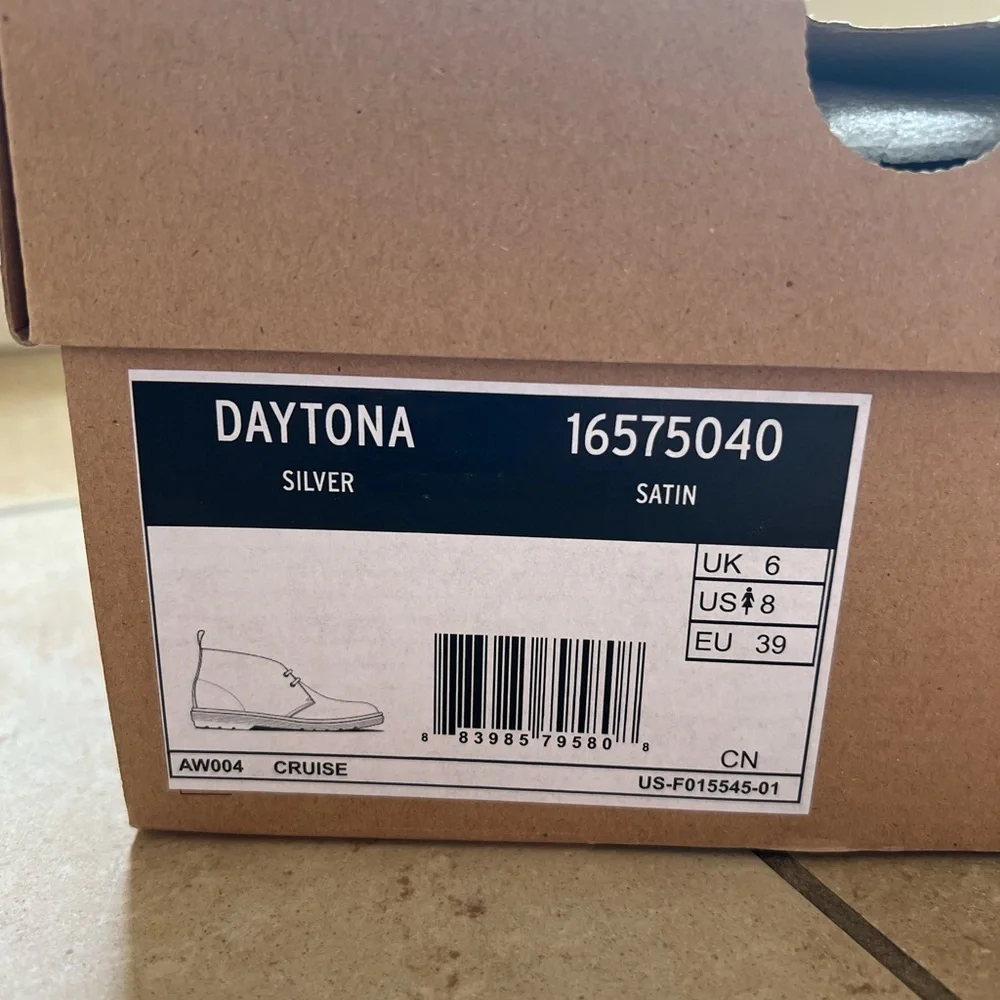 DAYTONA 16575040
SILVER SATIN
UK 6
US 8
EU 39
8 83985 79580 8
CN
AW004 CRUISE
US-F015545-01